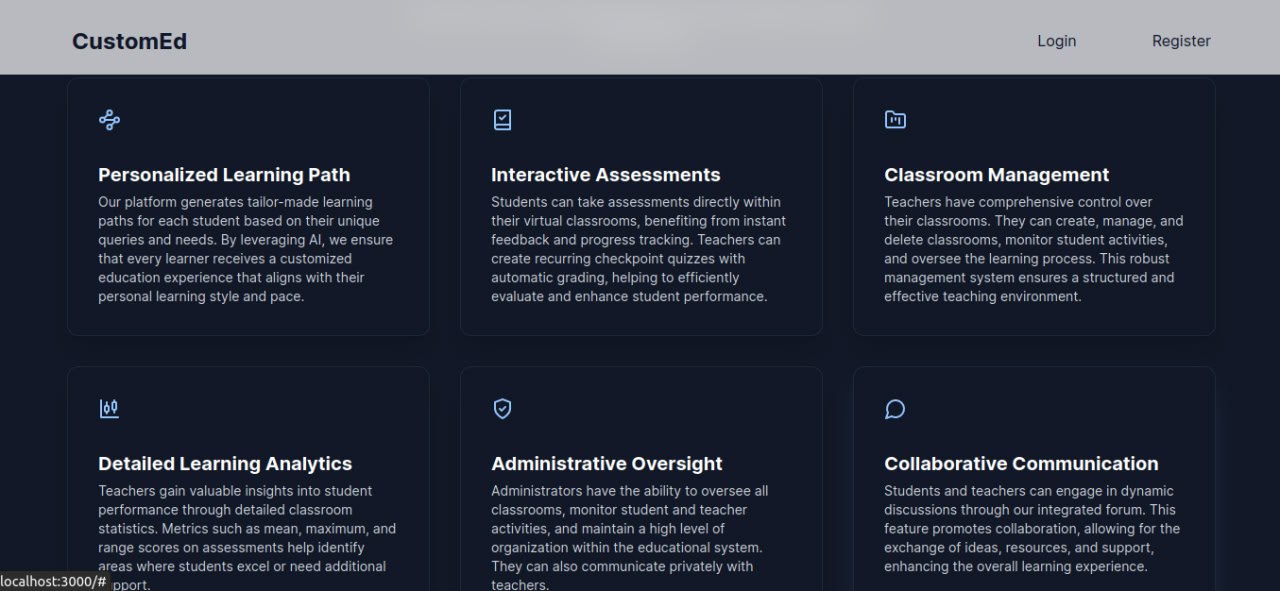 CustomEd
Login
Register
Personalized Learning Path
Our platform generates tailor-made learning
paths for each student based on their unique
queries and needs. By leveraging AI, we ensure
that every learner receives a customized
education experience that aligns with their
personal learning style and pace.
Interactive Assessments
Students can take assessments directly within
their virtual classrooms, benefiting from instant
feedback and progress tracking. Teachers can
create recurring checkpoint quizzes with
automatic grading, helping to efficiently
evaluate and enhance student performance.
Classroom Management
Teachers have comprehensive control over
their classrooms. They can create, manage, and
delete classrooms, monitor student activities,
and oversee the learning process. This robust
management system ensures a structured and
effective teaching environment.
Detailed Learning Analytics
Teachers gain valuable insights into student
performance through detailed classroom
statistics. Metrics such as mean, maximum, and
range scores on assessments help identify
areas where students excel or need additional
support.
Administrative Oversight
Administrators have the ability to oversee all
classrooms, monitor student and teacher
activities, and maintain a high level of
organization within the educational system.
They can also communicate privately with
teachers.
Collaborative Communication
Students and teachers can engage in dynamic
discussions through our integrated forum. This
feature promotes collaboration, allowing for the
exchange of ideas, resources, and support,
enhancing the overall learning experience.
localhost:3000/#